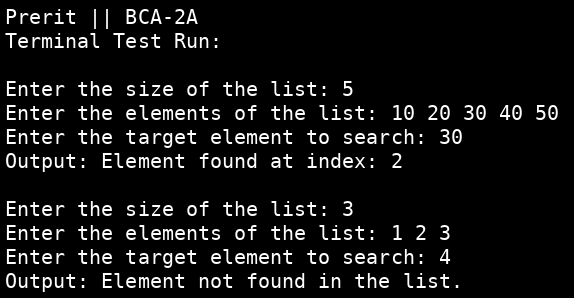 Prerit || BCA-2A
Terminal Test Run:
Enter the size of the list: 5
Enter the elements of the list: 10 20 30 40 50
Enter the target element to search: 30
Output: Element found at index: 2
Enter the size of the list: 3
Enter the elements of the list: 1 2 3
Enter the target element to search: 4
Output: Element not found in the list.